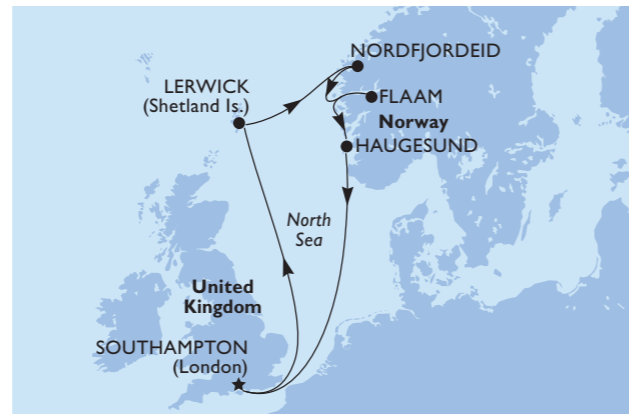 NORDFJORDEID
LERWICK
(Shetland Is.)
FLAAM
Norway
HAUGESUND
North
Sea
United
Kingdom
SOUTHAMPTON
(London)